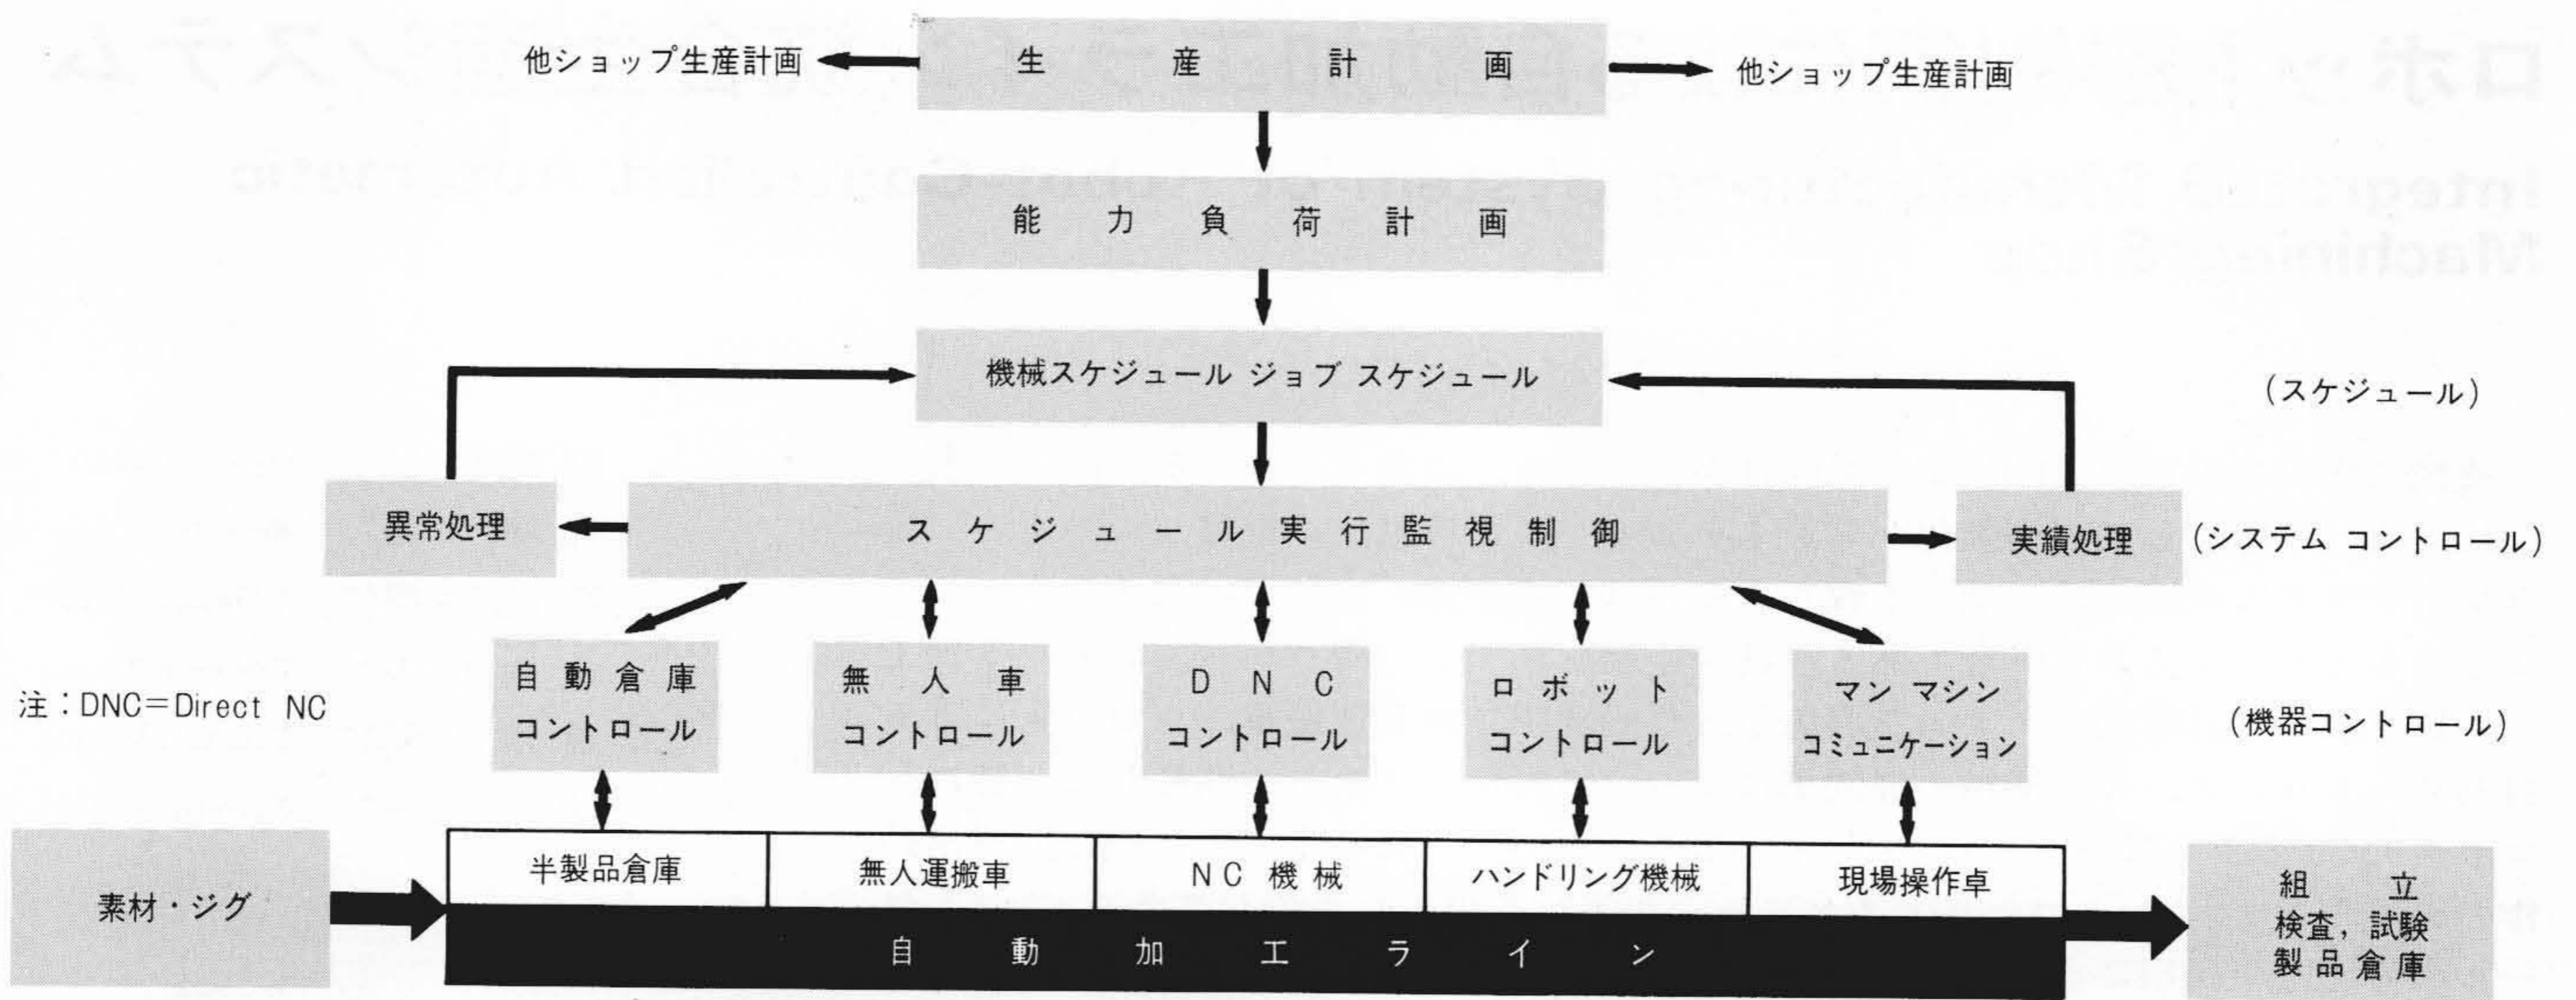 他ショップ生産計画
生産計画
他ショップ生産計画
能力負荷計画
機械スケジュール ジョブ スケジュール
(スケジュール)
異常処理
スケジュール実行監視制御
実績処理
(システム コントロール)
自動倉庫
コントロール
無人車
コントロール
DNC
コントロール
ロボット
コントロール
マン マシン
コミュニケーション
注：DNC=Direct NC
(機器コントロール)
素材・ジグ
半製品倉庫
無人運搬車
NC機械
ハンドリング機械
現場操作卓
自動加工ライン
組立
検査，試験
製品倉庫